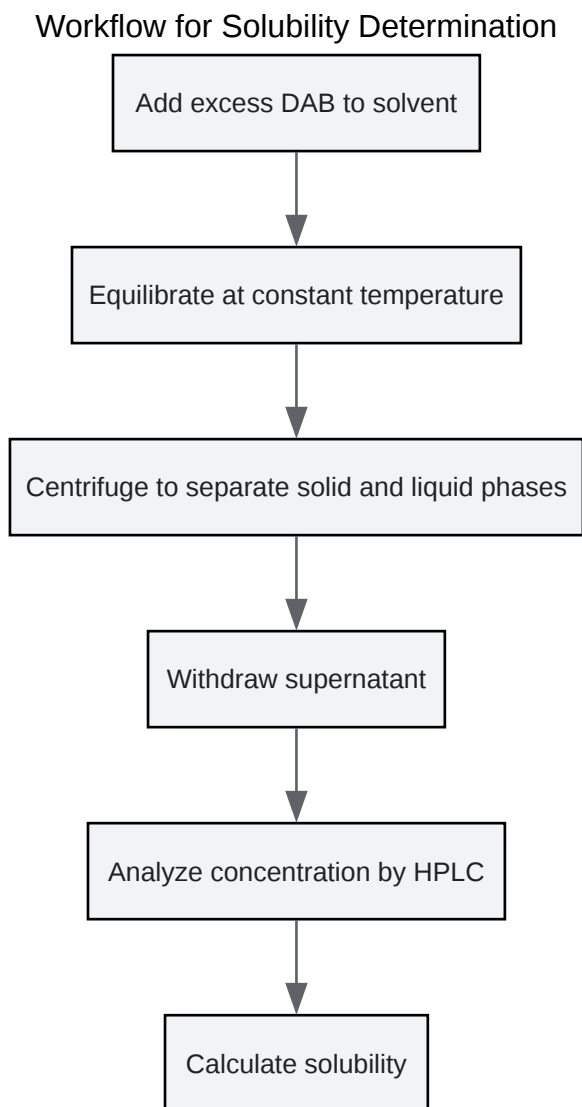 Workflow for Solubility Determination
Add excess DAB to solvent
Equilibrate at constant temperature
Centrifuge to separate solid and liquid phases
Withdraw supernatant
Analyze concentration by HPLC
Calculate solubility